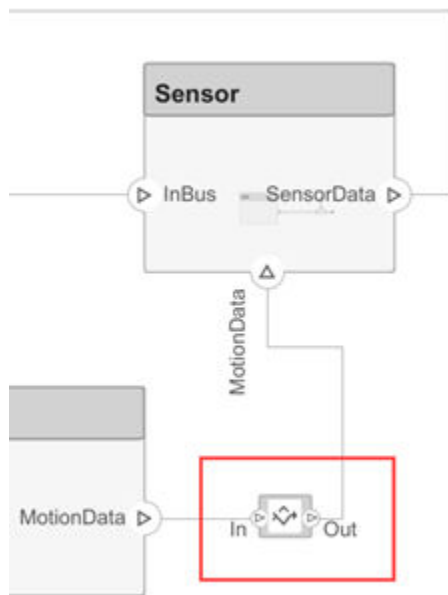 Sensor
InBus
SensorData
MotionData
MotionData
In
Out